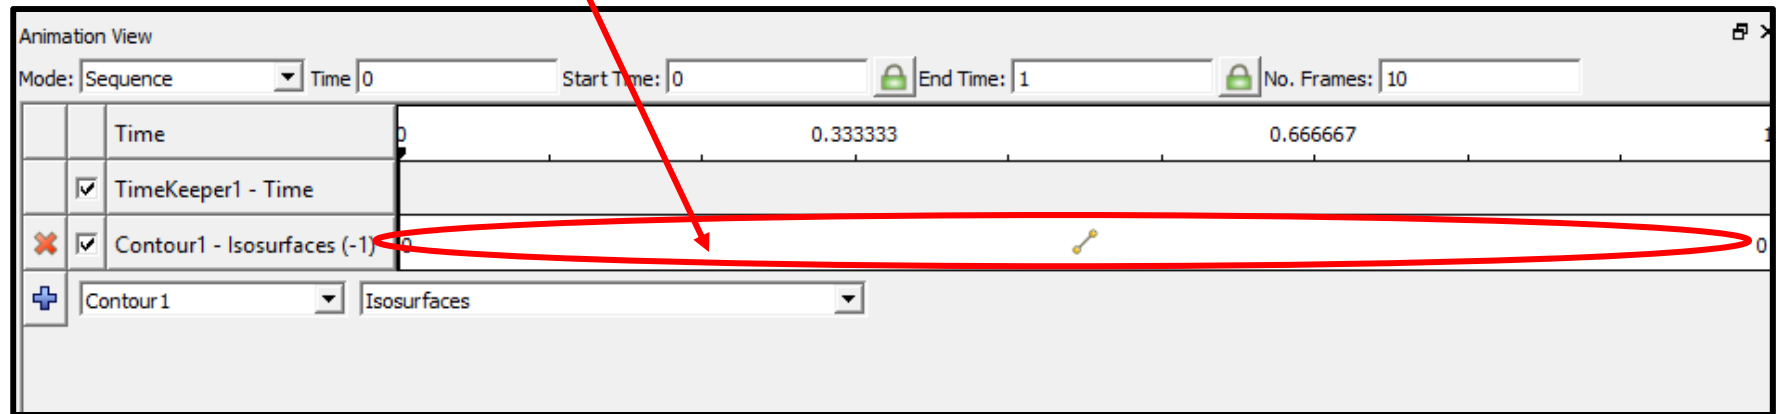 Animation View
Mode: Sequence Time 0 Start Time: 0 End Time: 1 No. Frames: 10
Time 0 0.333333 0.666667 1
TimeKeeper1 - Time
Contour1 - Isosurfaces (-1) 0 0
Contour1 Isosurfaces